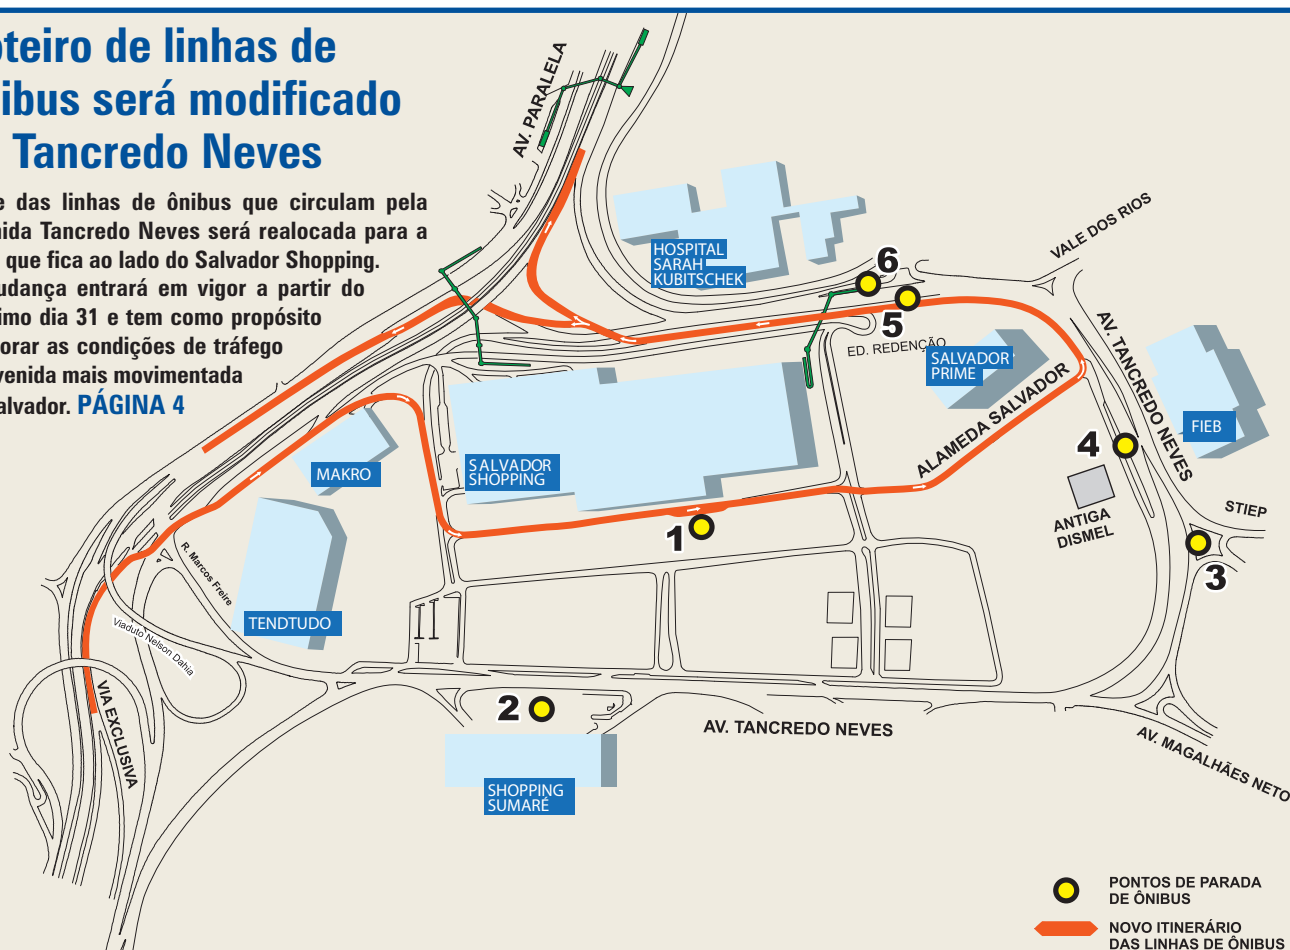 oteiro de linhas de
ibus será modificado
Tancredo Neves
e das linhas de ônibus que circulam pela
nida Tancredo Neves será realocada para a
que fica ao lado do Salvador Shopping.
udança entrará em vigor a partir do
imo dia 31 e tem como propósito
orar as condições de tráfego
venida mais movimentada
alvador. PÁGINA 4
AV. PARALELA
HOSPITAL
SARAH
KUBITSCHEK
VALE DOS RIOS
6
5
ED. REDENÇÃO
SALVADOR
PRIME
AV. TANCREDO NEVES
ALAMEDA SALVADOR
FIEB
4
MAKRO
SALVADOR
SHOPPING
ANTIGA
DISMEL
STIEP
1
3
R. Marcos Freire
TENDTUDO
Viaduto Nelson Dahia
VIA EXCLUSIVA
2
AV. TANCREDO NEVES
AV. MAGALHÃES NETO
SHOPPING
SUMARÉ
PONTOS DE PARADA
DE ÔNIBUS
NOVO ITINERÁRIO
DAS LINHAS DE ÔNIBUS